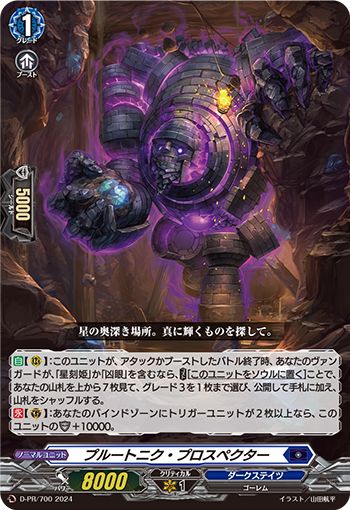 1
グレード
ブースト
5000
シールド
星の奥深き場所。真に輝くものを探して。
自【R】:このユニットが、アタックかブーストしたバトル終了時、あなたのヴァン
ガードが、「星刻姫」か「凶眼」を含むなら、【このユニットをソウルに置く】ことで、
あなたの山札を上から7枚見て、グレード3を1枚まで選び、公開して手札に加え、
山札をシャッフルする。
永【R】:あなたのバインドゾーンにトリガーユニットが2枚以上なら、この
ユニットの+10000。
ノーマルユニット
プルートニク・プロスペクター
D-PR/700 2024
パワー
8000
クリティカル
1
ダークステイツ
ゴーレム
イラスト/山田航平